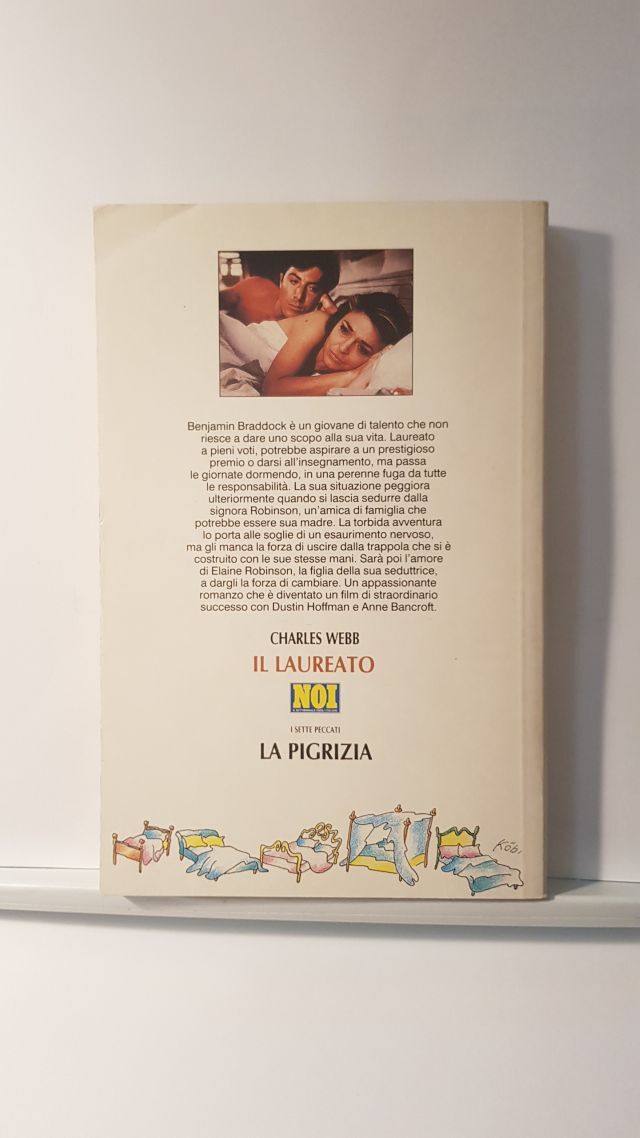 Benjamin Braddock è un giovane di talento che non
riesce a dare uno scopo alla sua vita. Laureato
a pieni voti, potrebbe aspirare a un prestigioso
premio o darsi all'insegnamento, ma passa
le giornate dormendo, in una perenne fuga da tutte
le responsabilità. La sua situazione peggiora
ulteriormente quando si lascia sedurre dalla
signora Robinson, un'amica di famiglia che
potrebbe essere sua madre. La torbida avventura
lo porta alle soglie di un esaurimento nervoso,
ma gli manca la forza di uscire dalla trappola che si è
costruito con le sue stesse mani. Sarà poi l'amore
di Elaine Robinson, la figlia della sua seduttrice,
a dargli la forza di cambiare. Un appassionante
romanzo che è diventato un film di straordinario
successo con Dustin Hoffman e Anne Bancroft.
CHARLES WEBB
IL LAUREATO
NOI
I SETTE PECCATI
LA PIGRIZIA
Köbi